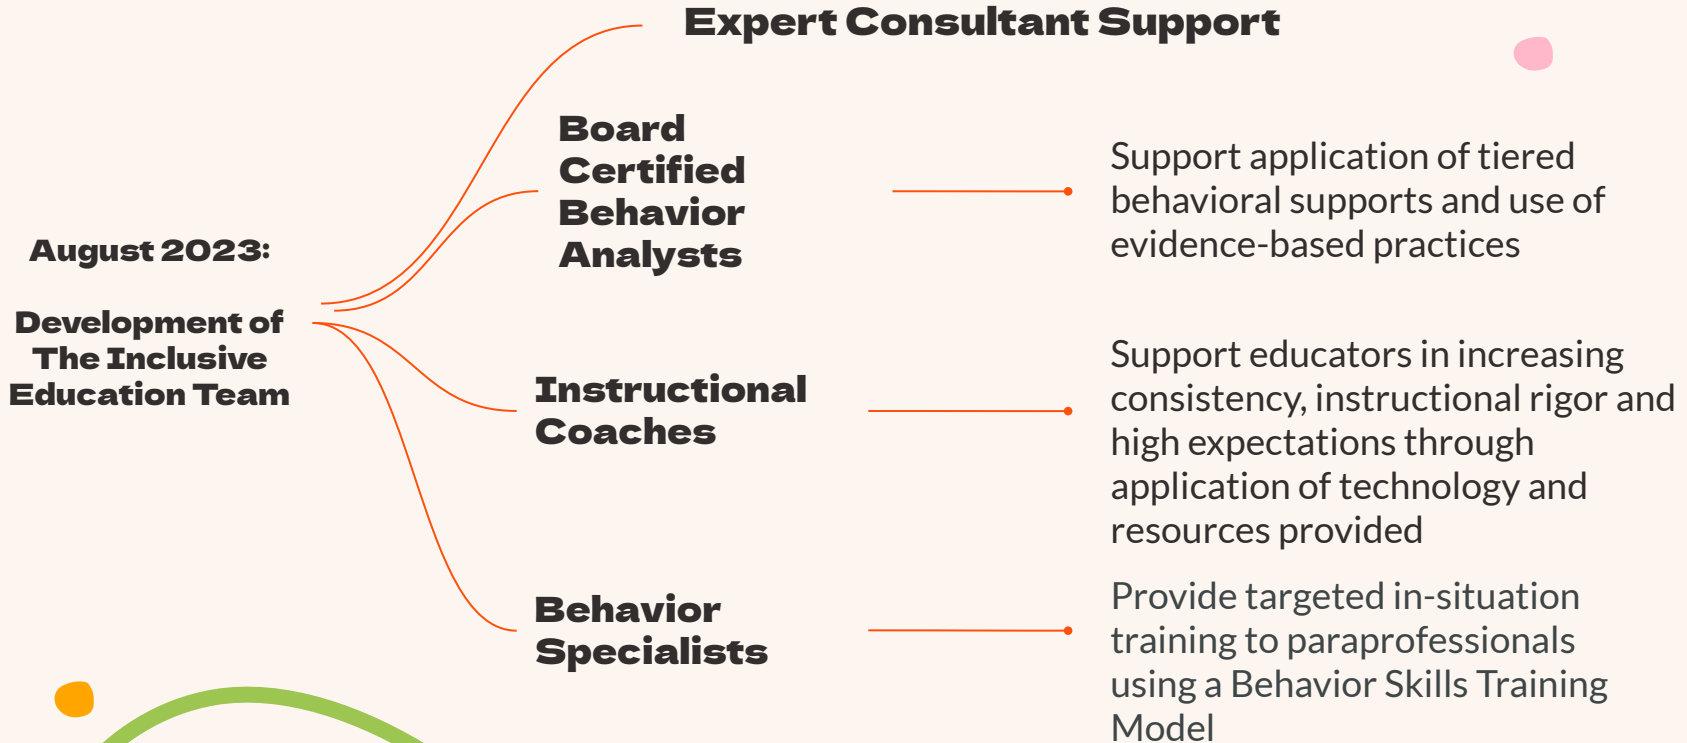 Expert Consultant Support
August 2023:
Development of
The Inclusive
Education Team
Board
Certified
Behavior
Analysts
Support application of tiered
behavioral supports and use of
evidence-based practices
Instructional
Coaches
Support educators in increasing
consistency, instructional rigor and
high expectations through
application of technology and
resources provided
Behavior
Specialists
Provide targeted in-situation
training to paraprofessionals
using a Behavior Skills Training
Model